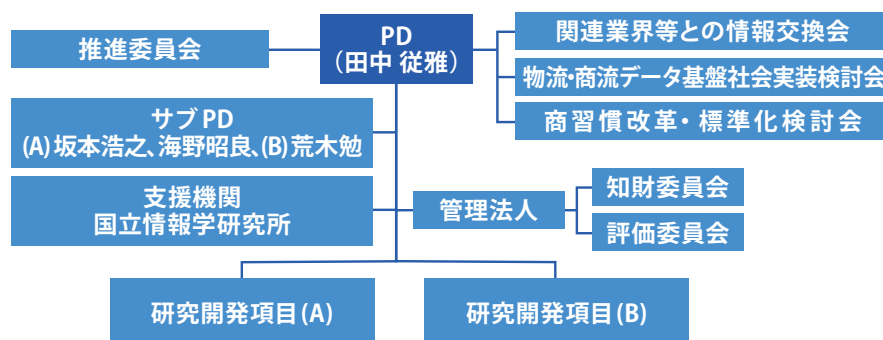 推進委員会
PD
(田中 従雅)
関連業界等との情報交換会
物流・商流データ基盤社会実装検討会
商習慣改革・標準化検討会
サブPD
(A)坂本浩之、海野昭良、(B)荒木勉
支援機関
国立情報学研究所
管理法人
知財委員会
評価委員会
研究開発項目(A)
研究開発項目(B)